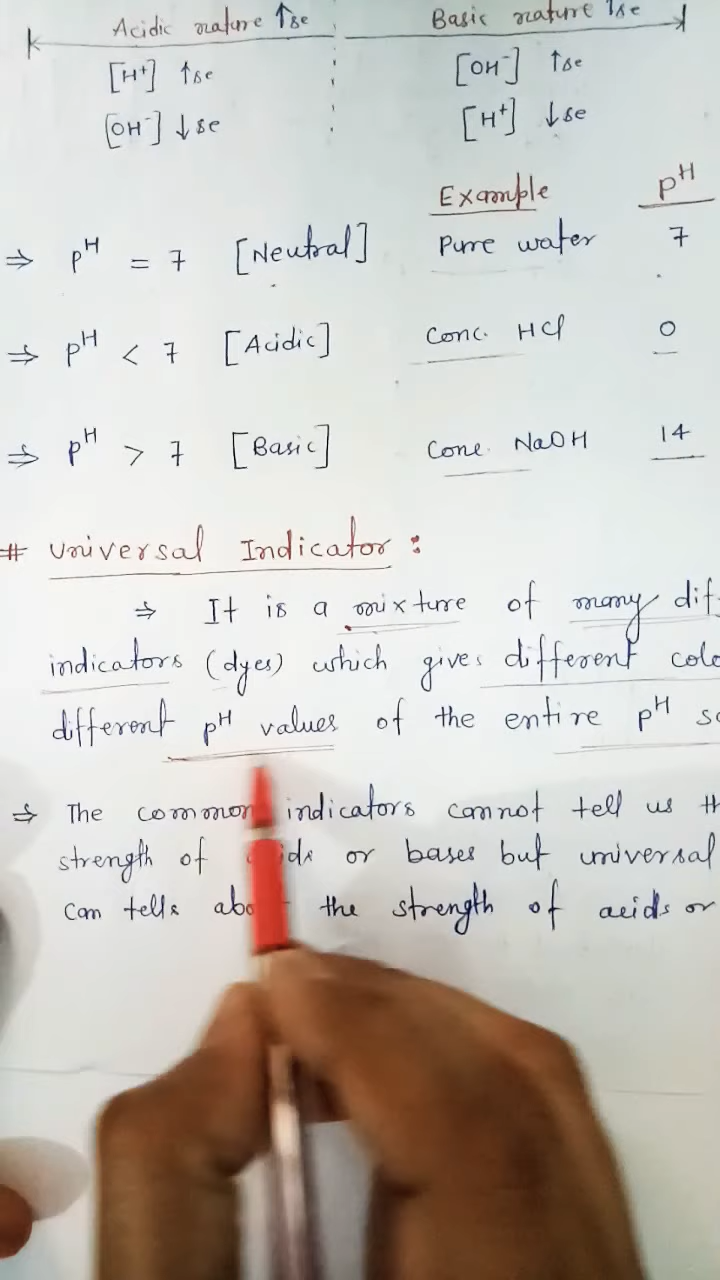 Acidic nature ↑se Basic nature ↑se
[H⁺] ↑se [OH⁻] ↑se
[OH⁻] ↓se [H⁺] ↓se
Example pH
⇒ pH = 7 [Neutral] Pure water 7
⇒ pH < 7 [Acidic] Conc. HCl 0
⇒ pH > 7 [Basic] Conc. NaOH 14
# Universal Indicator :
⇒ It is a mixture of many dif
indicators (dyes) which gives different colo
different pH values of the entire pH sc
⇒ The common indicators cannot tell us th
strength of or bases but universal
can tells the strength of acids or